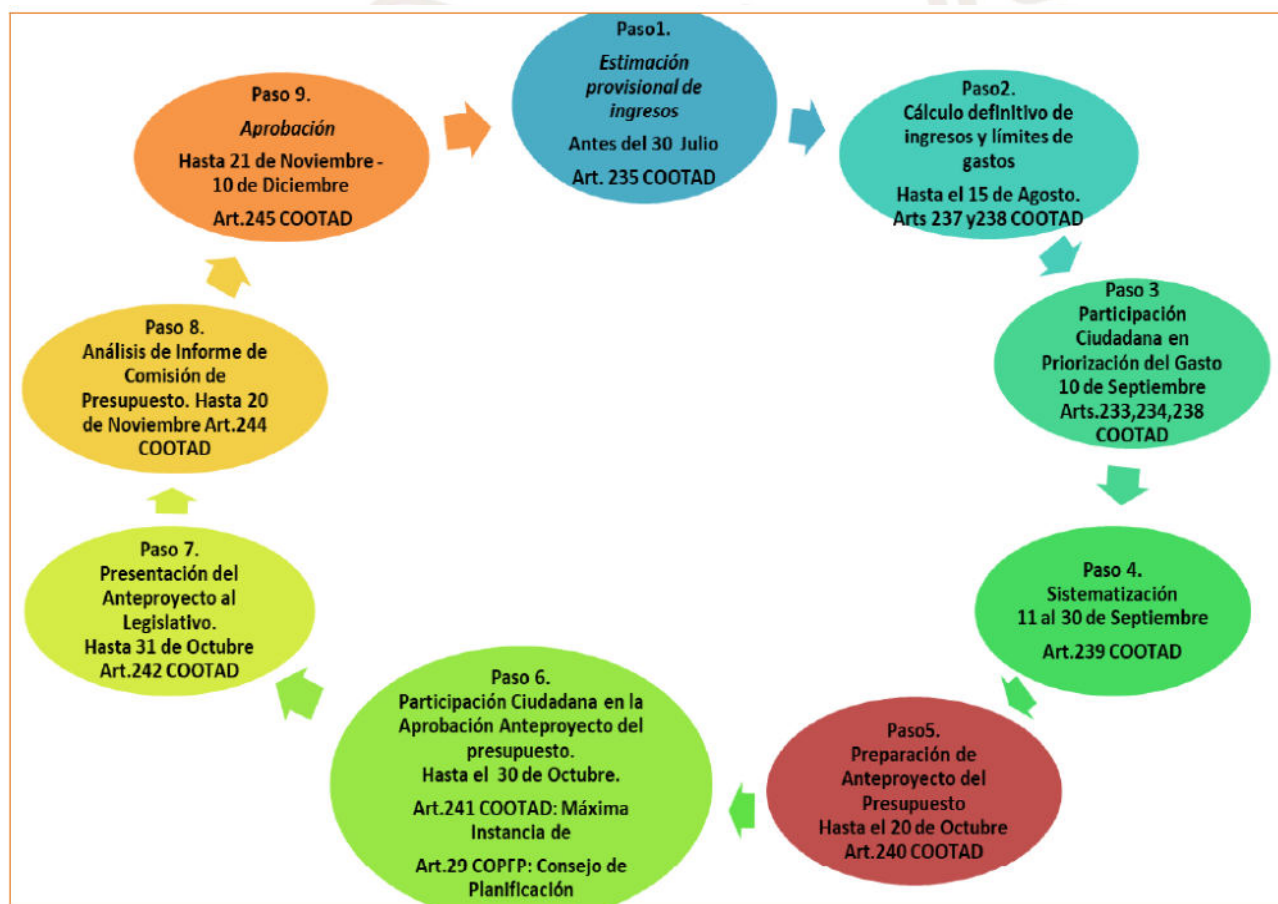 Paso1.
Estimación
provisional de
ingresos
Antes del 30 Julio
Art. 235 COOTAD
Paso2.
Cálculo definitivo de
ingresos y límites de
gastos
Hasta el 15 de Agosto.
Arts 237 y238 COOTAD
Paso 3
Participación
Ciudadana en
Priorización del Gasto
10 de Septiembre
Arts.233,234,238
COOTAD
Paso 4.
Sistematización
11 al 30 de Septiembre
Art.239 COOTAD
Paso5.
Preparación de
Anteproyecto del
Presupuesto
Hasta el 20 de Octubre
Art.240 COOTAD
Paso 6.
Participación Ciudadana en la
Aprobación Anteproyecto del
presupuesto.
Hasta el 30 de Octubre.
Art.241 COOTAD: Máxima
Instancia de
Art.29 COPFP: Consejo de
Planificación
Paso 7.
Presentación del
Anteproyecto al
Legislativo.
Hasta 31 de Octubre
Art.242 COOTAD
Paso 8.
Análisis de Informe de
Comisión de
Presupuesto. Hasta 20
de Noviembre Art.244
COOTAD
Paso 9.
Aprobación
Hasta 21 de Noviembre -
10 de Diciembre
Art.245 COOTAD